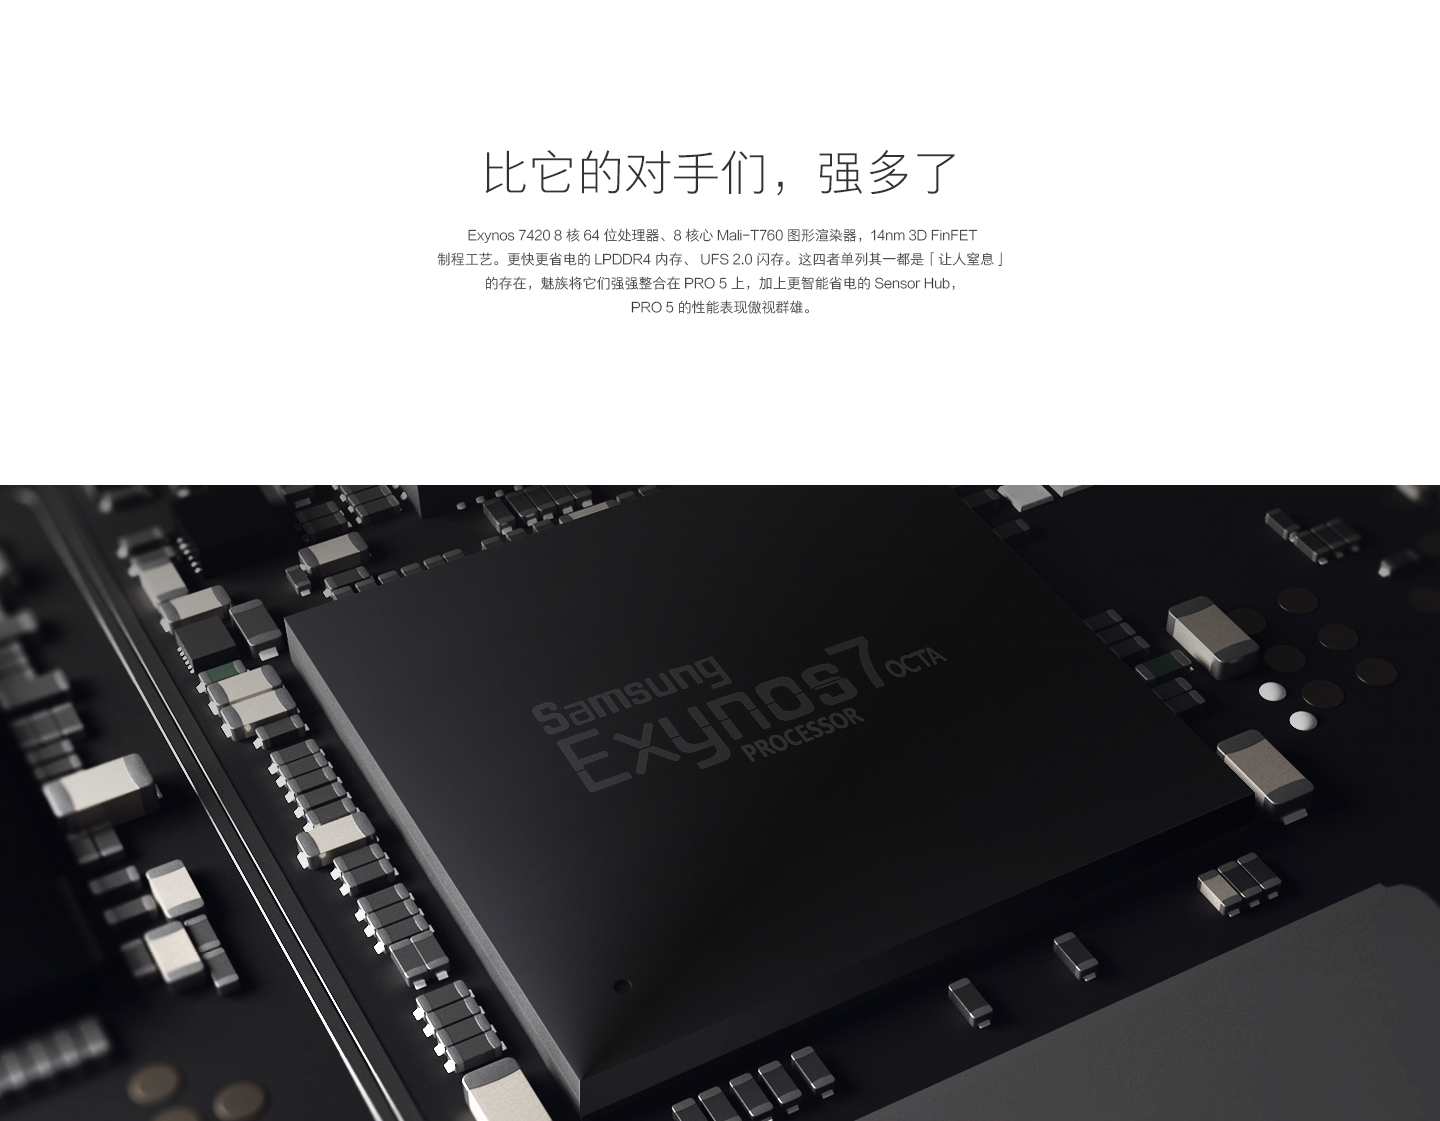 比它的对手们，强多了
Exynos 7420 8 核 64 位处理器、8 核心 Mali-T760 图形渲染器，14nm 3D FinFET
制程工艺。更快更省电的 LPDDR4 内存、 UFS 2.0 闪存。这四者单列其一都是「让人窒息」
的存在，魅族将它们强强整合在 PRO 5 上，加上更智能省电的 Sensor Hub，
PRO 5 的性能表现傲视群雄。
Samsung
Exynos7 OCTA
PROCESSOR